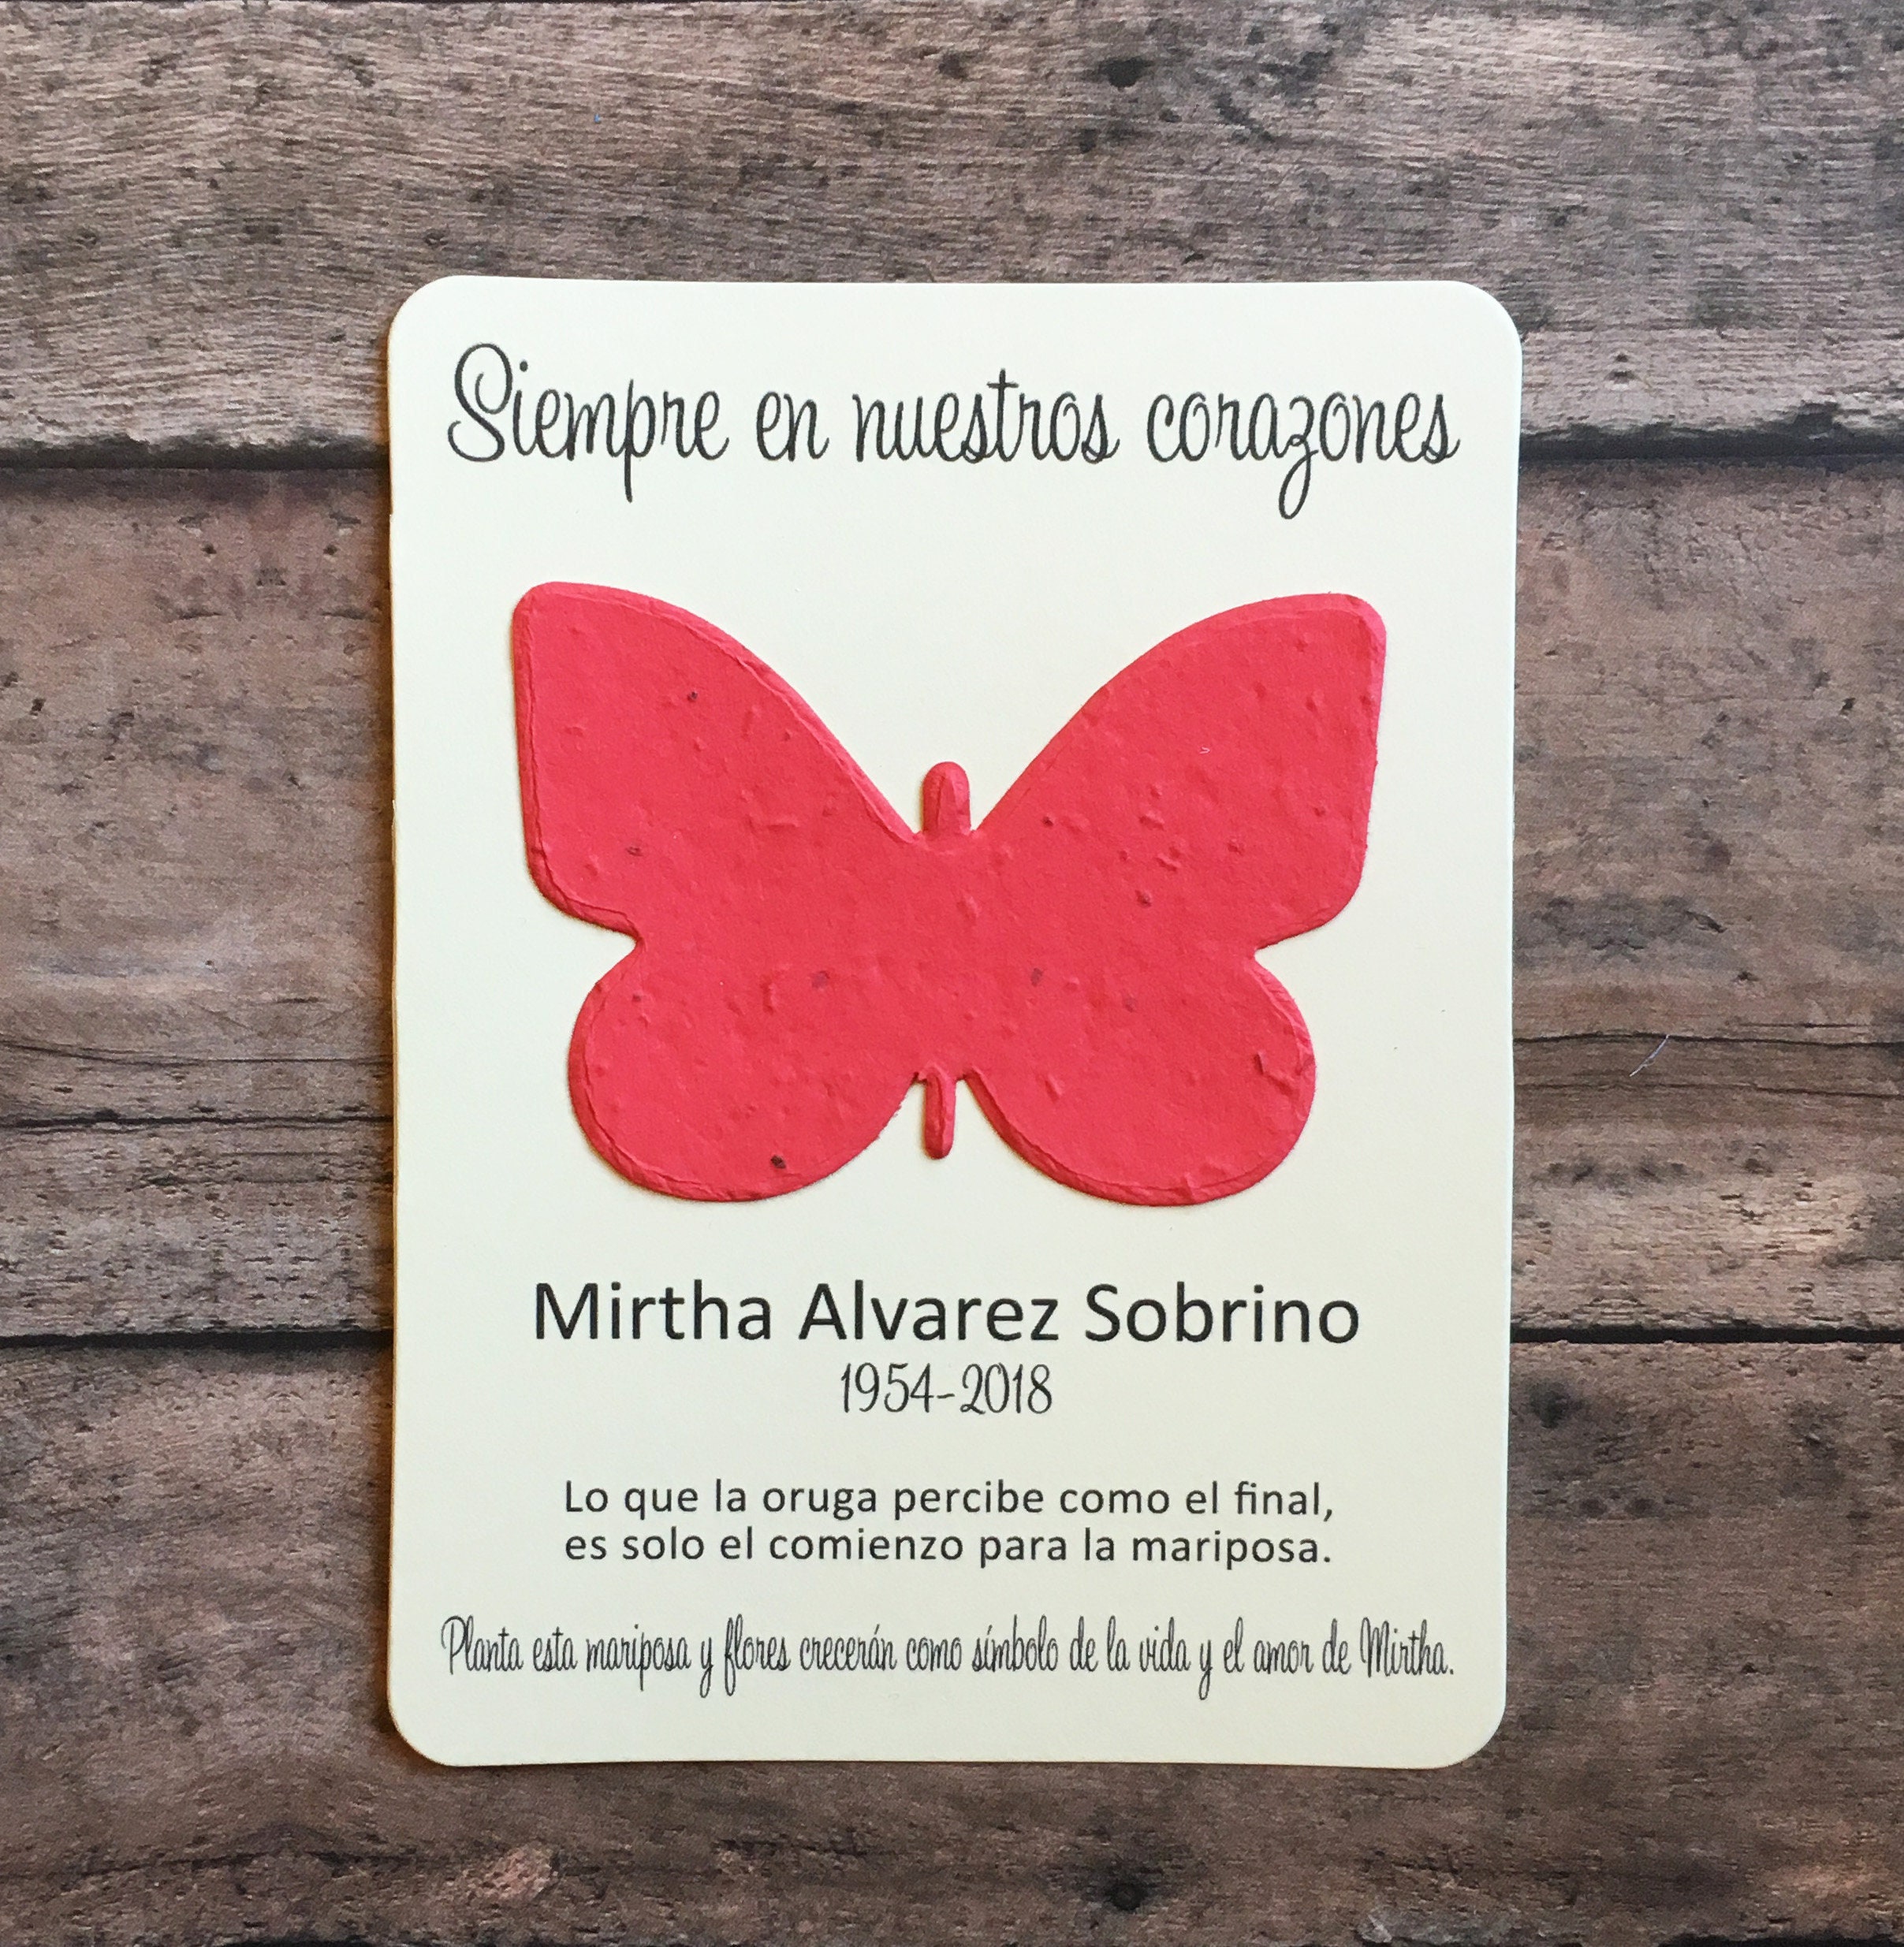 Siempre en nuestros corazones
Mirtha Alvarez Sobrino
1954-2018
Lo que la oruga percibe como el final,
es solo el comienzo para la mariposa.
Planta esta mariposa y flores crecerán como símbolo de la vida y el amor de Mirtha.